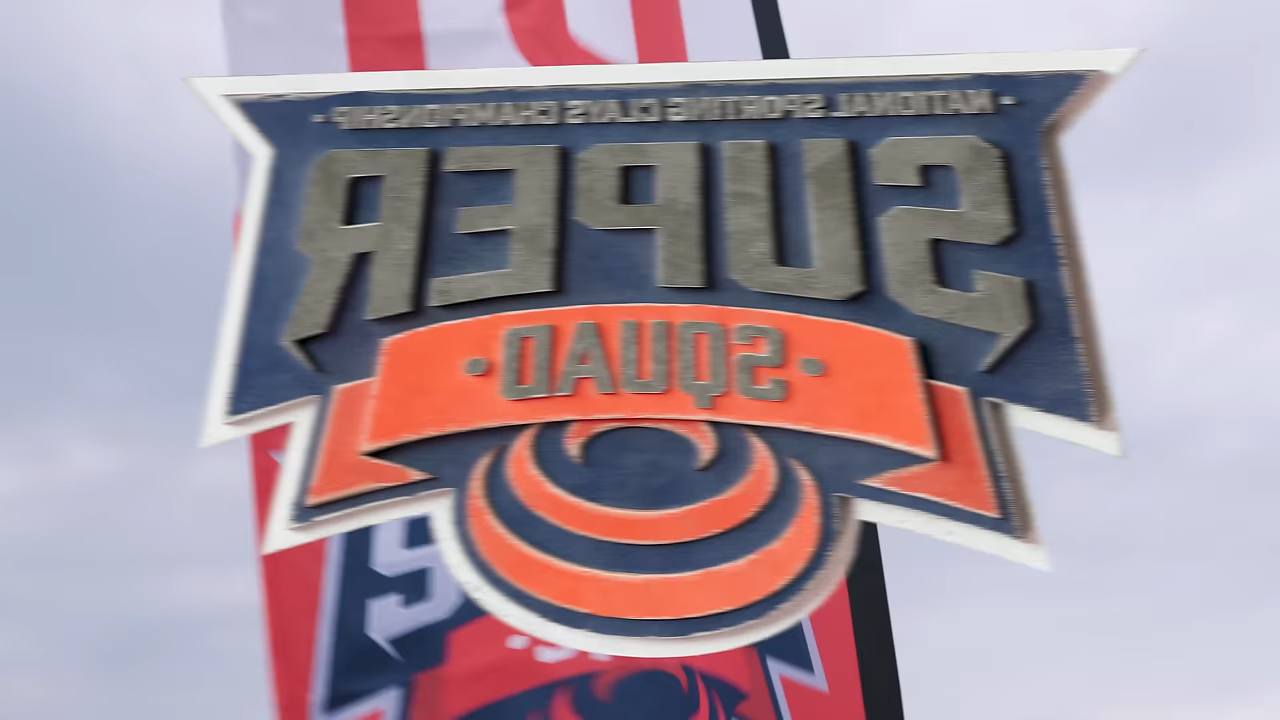 - NATIONAL SPORTING CLAYS CHAMPIONSHIP -
SUPER
• SQUAD •